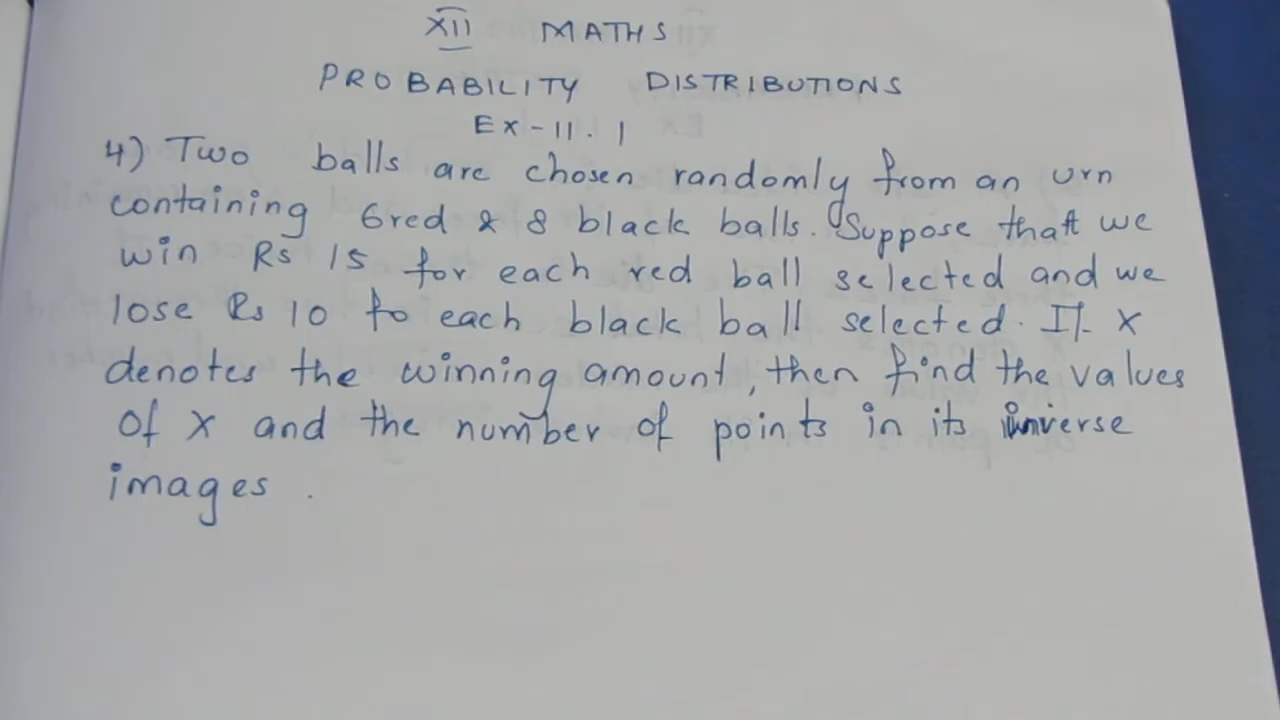 XII MATHS
PROBABILITY DISTRIBUTIONS
Ex - 11.1
4) Two balls are chosen randomly from an urn
containing 6red & 8 black balls. Suppose that we
win Rs 15 for each red ball selected and we
lose Rs 10 fo each black ball selected. If X
denotes the winning amount, then find the values
of X and the number of points in its inverse
images.